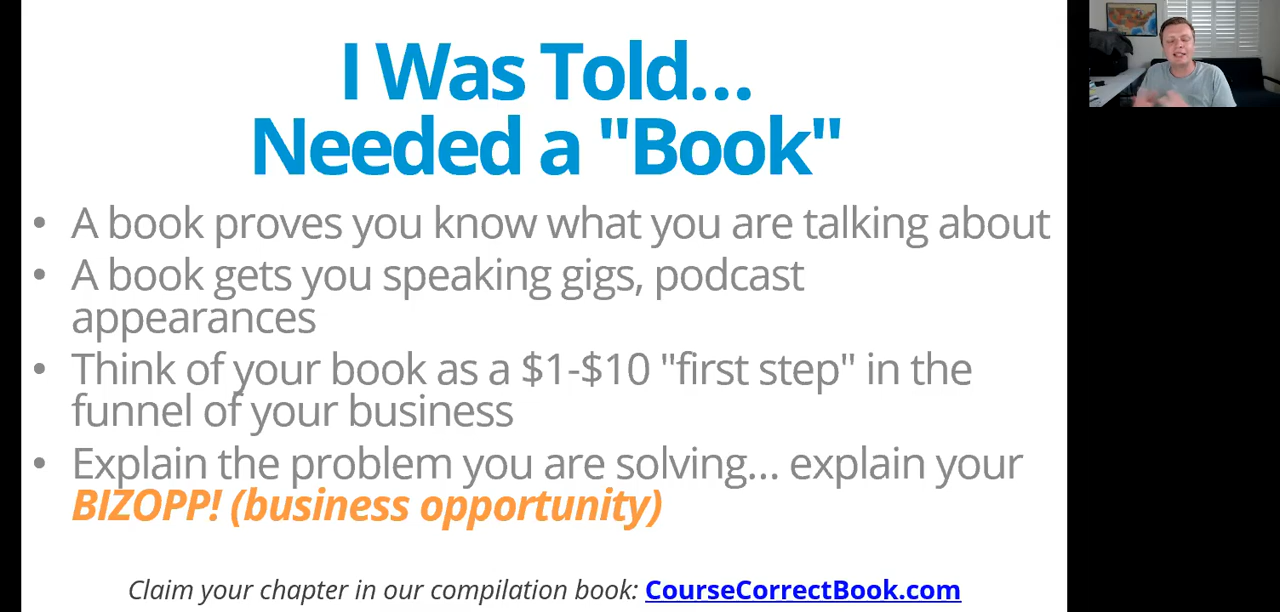 I Was Told...
Needed a "Book"
• A book proves you know what you are talking about
• A book gets you speaking gigs, podcast
appearances
• Think of your book as a $1-$10 "first step" in the
funnel of your business
• Explain the problem you are solving... explain your
BIZOPP! (business opportunity)
Claim your chapter in our compilation book: CourseCorrectBook.com